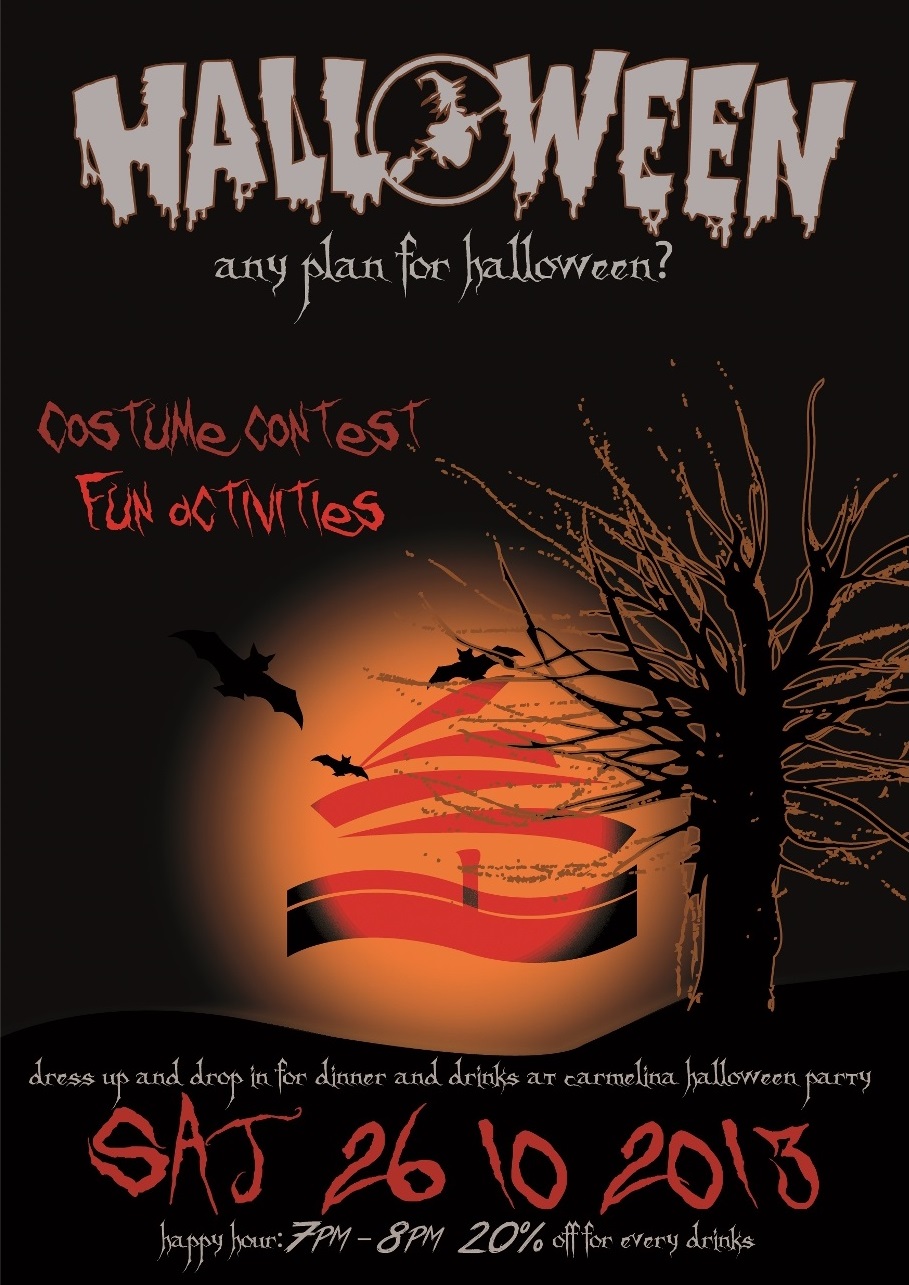 HALLOWEEN
any plan for halloween?
COSTUMe CONTesT
FUN aCTIVITIes
dress up and drop in for dinner and drinks at carmelina halloween party
SAT 26 10 2013
happy hour: 7PM - 8PM 20% off for every drinks